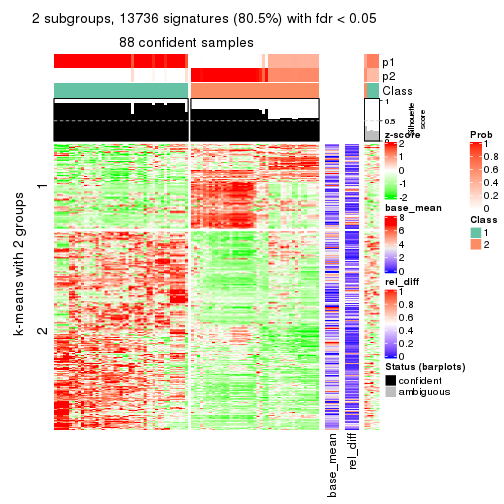 2 subgroups, 13736 signatures (80.5%) with fdr < 0.05
88 confident samples
p1
p2
Class
1
0.5
0
Silhouette
score
k-means with 2 groups
1
2
z-score
2
1
0
-1
-2
base_mean
8
6
4
2
0
rel_diff
1
0.8
0.6
0.4
0.2
0
Status (barplots)
confident
ambiguous
Prob
1
0.8
0.6
0.4
0.2
0
Class
1
2
base_mean
rel_diff